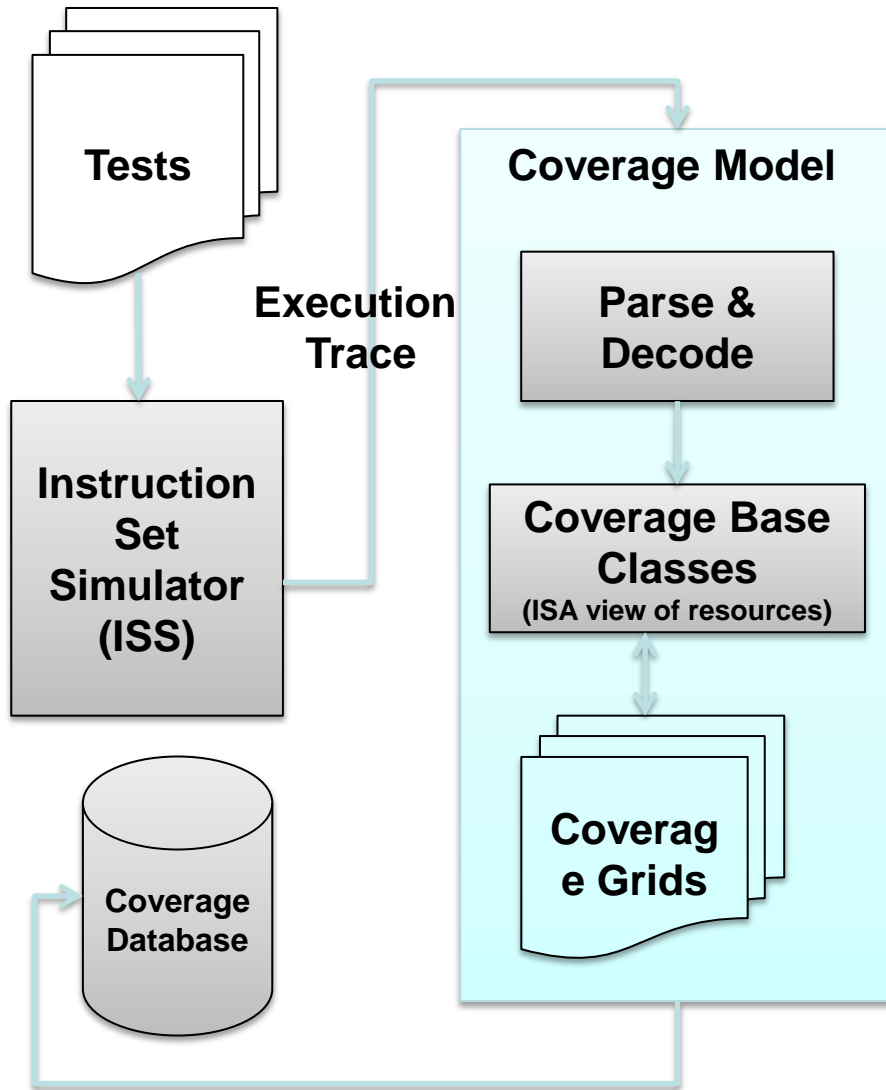 Tests
Execution
Trace
Instruction
Set
Simulator
(ISS)
Coverage
Database
Coverage Model
Parse &
Decode
Coverage Base
Classes
(ISA view of resources)
Coverag
e Grids